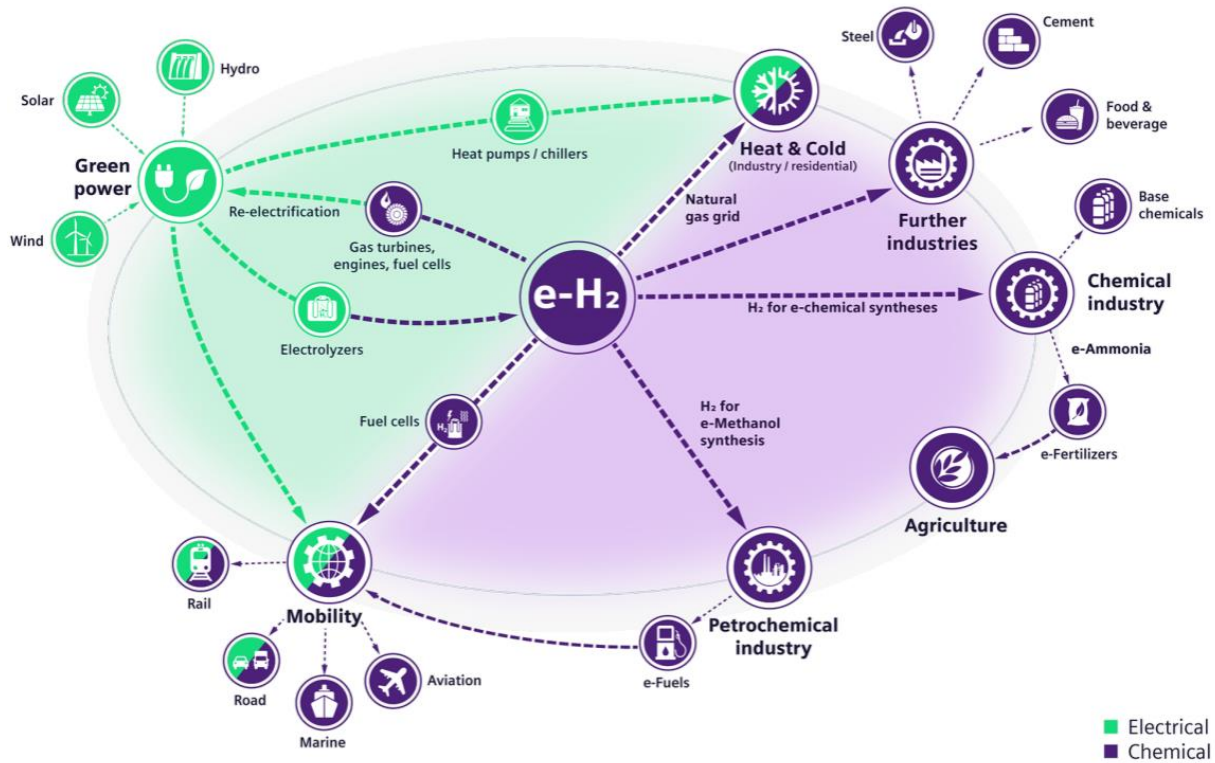 Steel
Cement
Hydro
Solar
Food &
beverage
Heat pumps / chillers
Heat & Cold
(Industry / residential)
Green
power
Natural
gas grid
Re-electrification
Further
industries
Base
chemicals
Wind
Gas turbines,
engines, fuel cells
e-H₂
Chemical
industry
H₂ for e-chemical syntheses
Electrolyzers
e-Ammonia
Fuel cells
H₂
H₂ for
e-Methanol
synthesis
e-Fertilizers
Agriculture
Rail
Mobility
Petrochemical
industry
e-Fuels
Road
Aviation
Marine
Electrical
Chemical